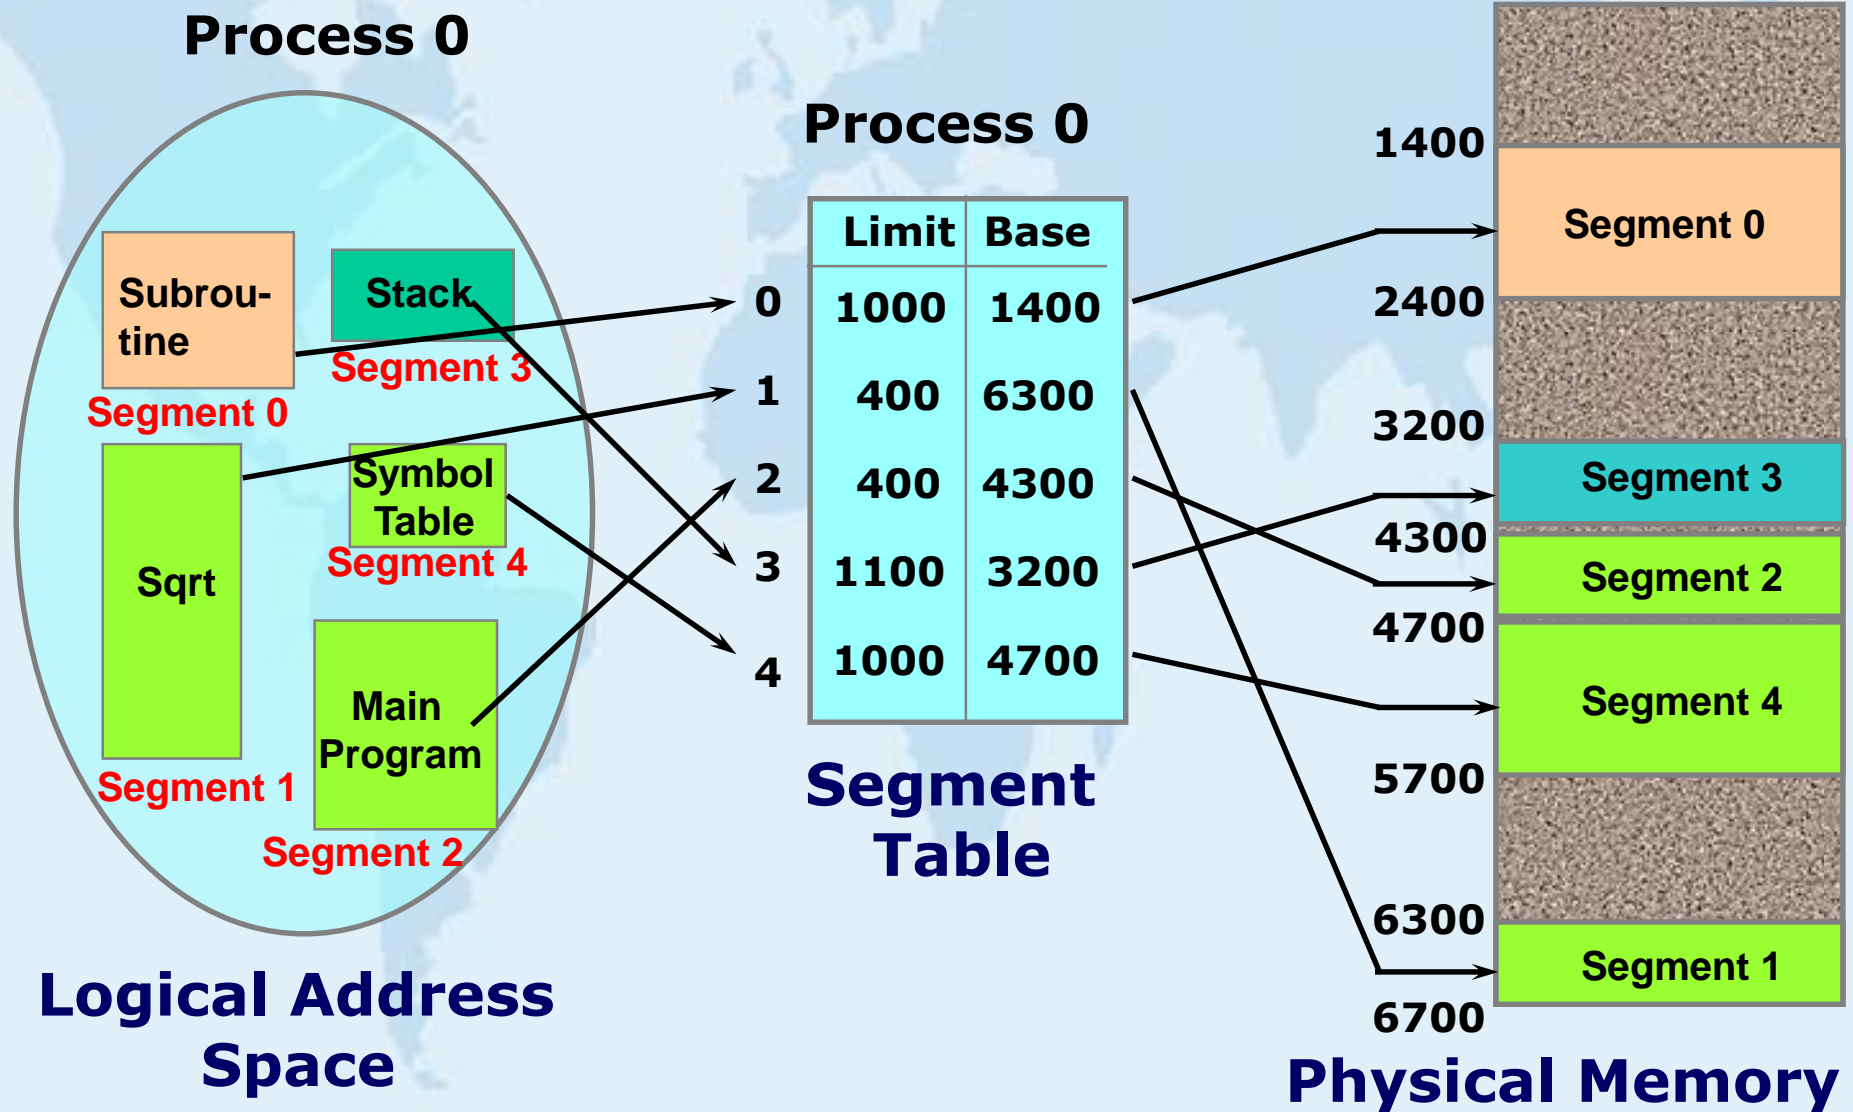 Process 0
Subrou-
tine
Segment 0
Stack
Segment 3
Sqrt
Segment 1
Symbol
Table
Segment 4
Main
Program
Segment 2
Logical Address
Space
Process 0
Limit Base
0 1000 1400
1 400 6300
2 400 4300
3 1100 3200
4 1000 4700
Segment
Table
1400
Segment 0
2400
3200
Segment 3
4300
Segment 2
4700
Segment 4
5700
6300
Segment 1
6700
Physical Memory